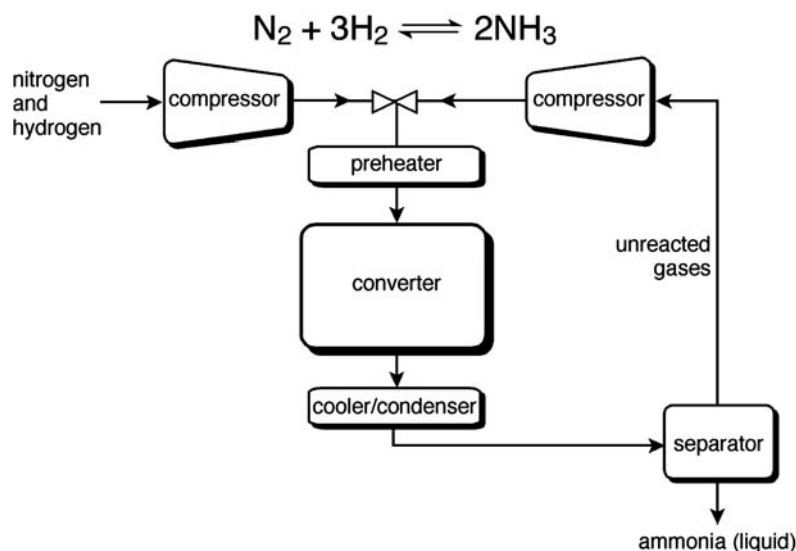 N₂ + 3H₂ ⇌ 2NH₃
nitrogen
and
hydrogen
compressor
compressor
preheater
converter
unreacted
gases
cooler/condenser
separator
ammonia (liquid)